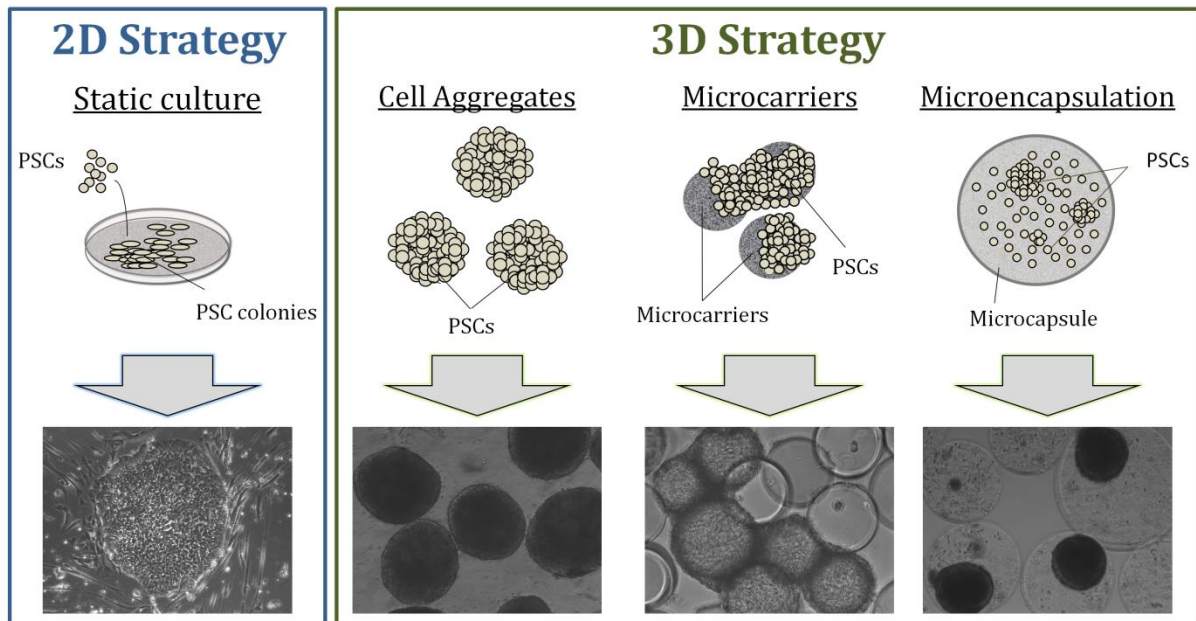 2D Strategy
Static culture
PSCs
PSC colonies
3D Strategy
Cell Aggregates
PSCs
Microcarriers
PSCs
Microcarriers
Microencapsulation
PSCs
Microcapsule